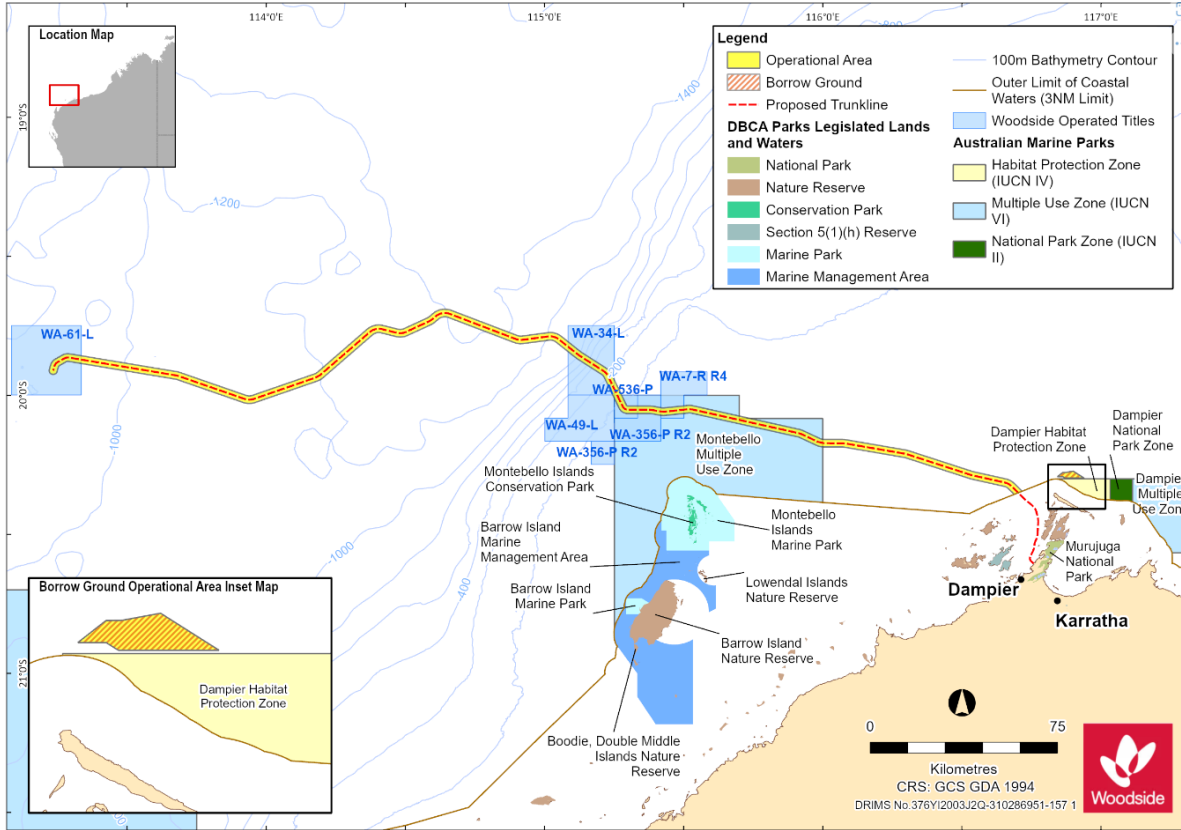 114°0'E
115°0'E
116°0'E
117°0'E
Location Map
19°0'S
20°0'S
21°0'S
Legend
Operational Area
Borrow Ground
Proposed Trunkline
DBCA Parks Legislated Lands
and Waters
National Park
Nature Reserve
Conservation Park
Section 5(1)(h) Reserve
Marine Park
Marine Management Area
100m Bathymetry Contour
Outer Limit of Coastal
Waters (3NM Limit)
Woodside Operated Titles
Australian Marine Parks
Habitat Protection Zone
(IUCN IV)
Multiple Use Zone (IUCN
VI)
National Park Zone (IUCN
II)
-1400
-1200
-800
-200
-1000
-1000
-400
WA-61-L
WA-34-L
WA-536-P
WA-7-R R4
WA-49-L
WA-356-P R2
WA-356-P R2
Montebello
Multiple
Use Zone
Montebello Islands
Conservation Park
Barrow Island
Marine
Management Area
Barrow Island
Marine Park
Montebello
Islands
Marine Park
Lowendal Islands
Nature Reserve
Barrow Island
Nature Reserve
Boodie, Double Middle
Islands Nature
Reserve
Dampier Habitat
Protection Zone
Dampier
National
Park Zone
Dampier
Multiple
Use Zone
Murujuga
National
Park
Dampier
Karratha
Borrow Ground Operational Area Inset Map
Dampier Habitat
Protection Zone
0
75
Kilometres
CRS: GCS GDA 1994
DRIMS No.376YI2003J2Q-310286951-157 1
Woodside